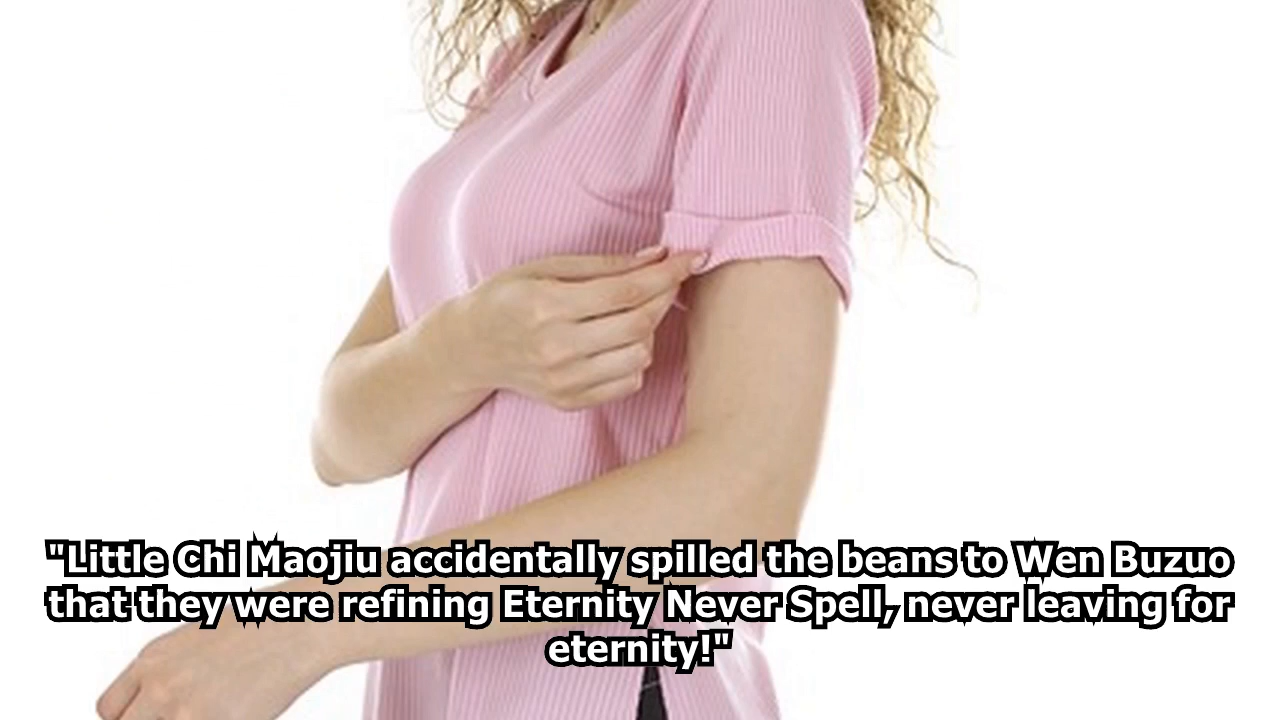 "Little Chi Maojiu accidentally spilled the beans to Wen Buzuo
that they were refining Eternity Never Spell, never leaving for
eternity!"